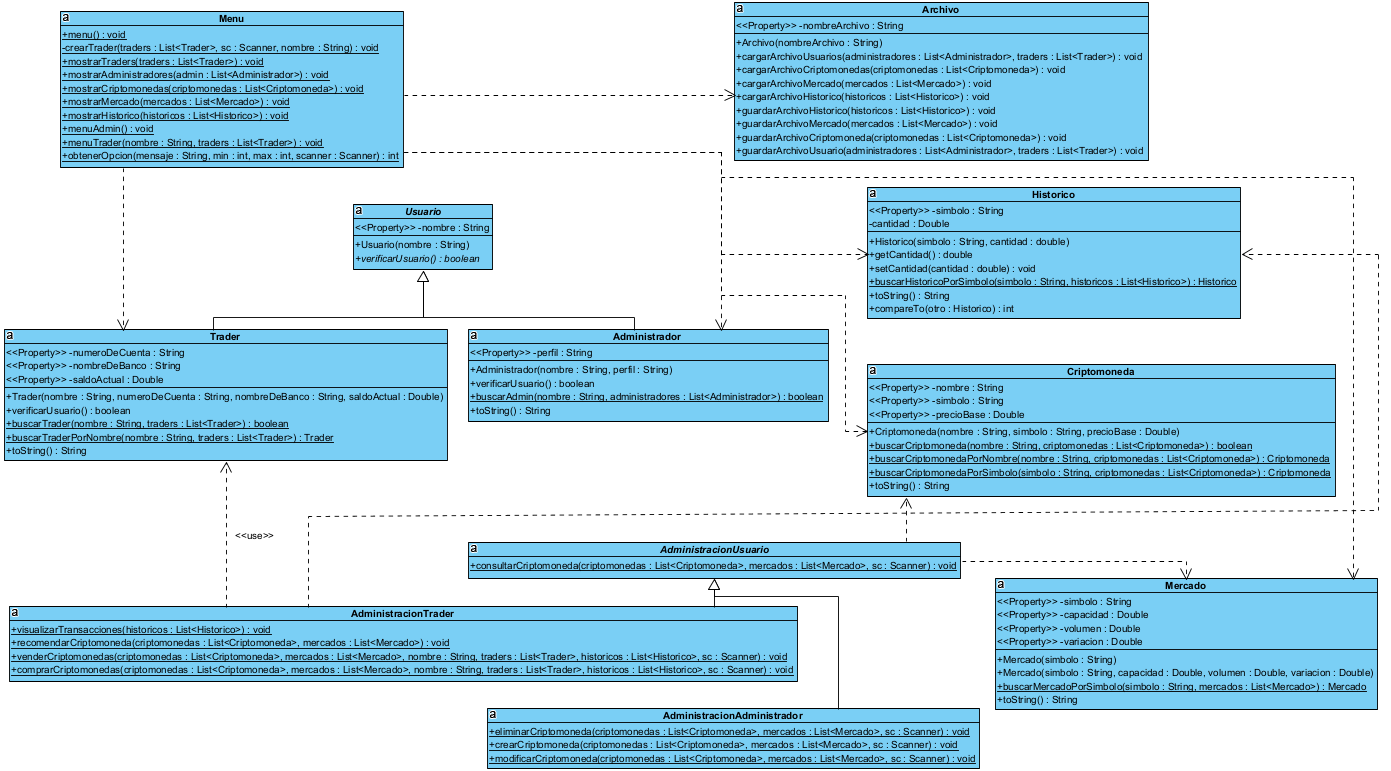 a
Menu
+menu() : void
-crearTrader(traders : List<Trader>, sc : Scanner, nombre : String) : void
+mostrarTraders(traders : List<Trader>) : void
+mostrarAdministradores(admin : List<Administrador>) : void
+mostrarCriptomonedas(criptomonedas : List<Criptomoneda>) : void
+mostrarMercado(mercados : List<Mercado>) : void
+mostrarHistorico(historicos : List<Historico>) : void
+menuAdmin() : void
+menuTrader(nombre : String, traders : List<Trader>) : void
+obtenerOpcion(mensaje : String, min : int, max : int, scanner : Scanner) : int
a
Archivo
<<Property>> -nombreArchivo : String
+Archivo(nombreArchivo : String)
+cargarArchivoUsuarios(administradores : List<Administrador>, traders : List<Trader>) : void
+cargarArchivoCriptomonedas(criptomonedas : List<Criptomoneda>) : void
+cargarArchivoMercado(mercados : List<Mercado>) : void
+cargarArchivoHistorico(historicos : List<Historico>) : void
+guardarArchivoHistorico(historicos : List<Historico>) : void
+guardarArchivoMercado(mercados : List<Mercado>) : void
+guardarArchivoCriptomoneda(criptomonedas : List<Criptomoneda>) : void
+guardarArchivoUsuario(administradores : List<Administrador>, traders : List<Trader>) : void
a
Usuario
<<Property>> -nombre : String
+Usuario(nombre : String)
+verificarUsuario() : boolean
a
Historico
<<Property>> -simbolo : String
-cantidad : Double
+Historico(simbolo : String, cantidad : double)
+getCantidad() : double
+setCantidad(cantidad : double) : void
+buscarHistoricoPorSimbolo(simbolo : String, historicos : List<Historico>) : Historico
+toString() : String
+compareTo(otro : Historico) : int
a
Trader
<<Property>> -numeroDeCuenta : String
<<Property>> -nombreDeBanco : String
<<Property>> -saldoActual : Double
+Trader(nombre : String, numeroDeCuenta : String, nombreDeBanco : String, saldoActual : Double)
+verificarUsuario() : boolean
+buscarTrader(nombre : String, traders : List<Trader>) : boolean
+buscarTraderPorNombre(nombre : String, traders : List<Trader>) : Trader
+toString() : String
a
Administrador
<<Property>> -perfil : String
+Administrador(nombre : String, perfil : String)
+verificarUsuario() : boolean
+buscarAdmin(nombre : String, administradores : List<Administrador>) : boolean
+toString() : String
a
Criptomoneda
<<Property>> -nombre : String
<<Property>> -simbolo : String
<<Property>> -precioBase : Double
+Criptomoneda(nombre : String, simbolo : String, precioBase : Double)
+buscarCriptomoneda(nombre : String, criptomonedas : List<Criptomoneda>) : boolean
+buscarCriptomonedaPorNombre(nombre : String, criptomonedas : List<Criptomoneda>) : Criptomoneda
+buscarCriptomonedaPorSimbolo(simbolo : String, criptomonedas : List<Criptomoneda>) : Criptomoneda
+toString() : String
<<use>>
a
AdministracionUsuario
+consultarCriptomoneda(criptomonedas : List<Criptomoneda>, mercados : List<Mercado>, sc : Scanner) : void
a
AdministracionTrader
+visualizarTransacciones(historicos : List<Historico>) : void
+recomendarCriptomoneda(criptomonedas : List<Criptomoneda>, mercados : List<Mercado>) : void
+venderCriptomonedas(criptomonedas : List<Criptomoneda>, mercados : List<Mercado>, nombre : String, traders : List<Trader>, historicos : List<Historico>, sc : Scanner) : void
+comprarCriptomonedas(criptomonedas : List<Criptomoneda>, mercados : List<Mercado>, nombre : String, traders : List<Trader>, historicos : List<Historico>, sc : Scanner) : void
a
Mercado
<<Property>> -simbolo : String
<<Property>> -capacidad : Double
<<Property>> -volumen : Double
<<Property>> -variacion : Double
+Mercado(simbolo : String)
+Mercado(simbolo : String, capacidad : Double, volumen : Double, variacion : Double)
+buscarMercadoPorSimbolo(simbolo : String, mercados : List<Mercado>) : Mercado
+toString() : String
a
AdministracionAdministrador
+eliminarCriptomoneda(criptomonedas : List<Criptomoneda>, mercados : List<Mercado>, sc : Scanner) : void
+crearCriptomoneda(criptomonedas : List<Criptomoneda>, mercados : List<Mercado>, sc : Scanner) : void
+modificarCriptomoneda(criptomonedas : List<Criptomoneda>, mercados : List<Mercado>, sc : Scanner) : void